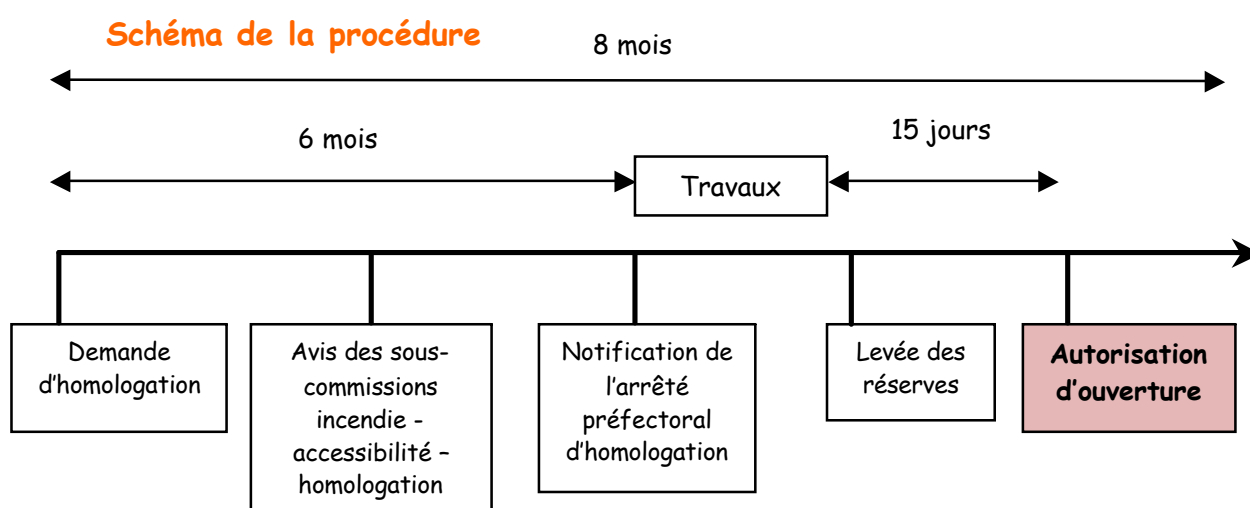 Schéma de la procédure
8 mois
6 mois
15 jours
Travaux
Demande
d'homologation
Avis des sous-
commissions
incendie -
accessibilité –
homologation
Notification de
l'arrêté
préfectoral
d'homologation
Levée des
réserves
Autorisation
d'ouverture